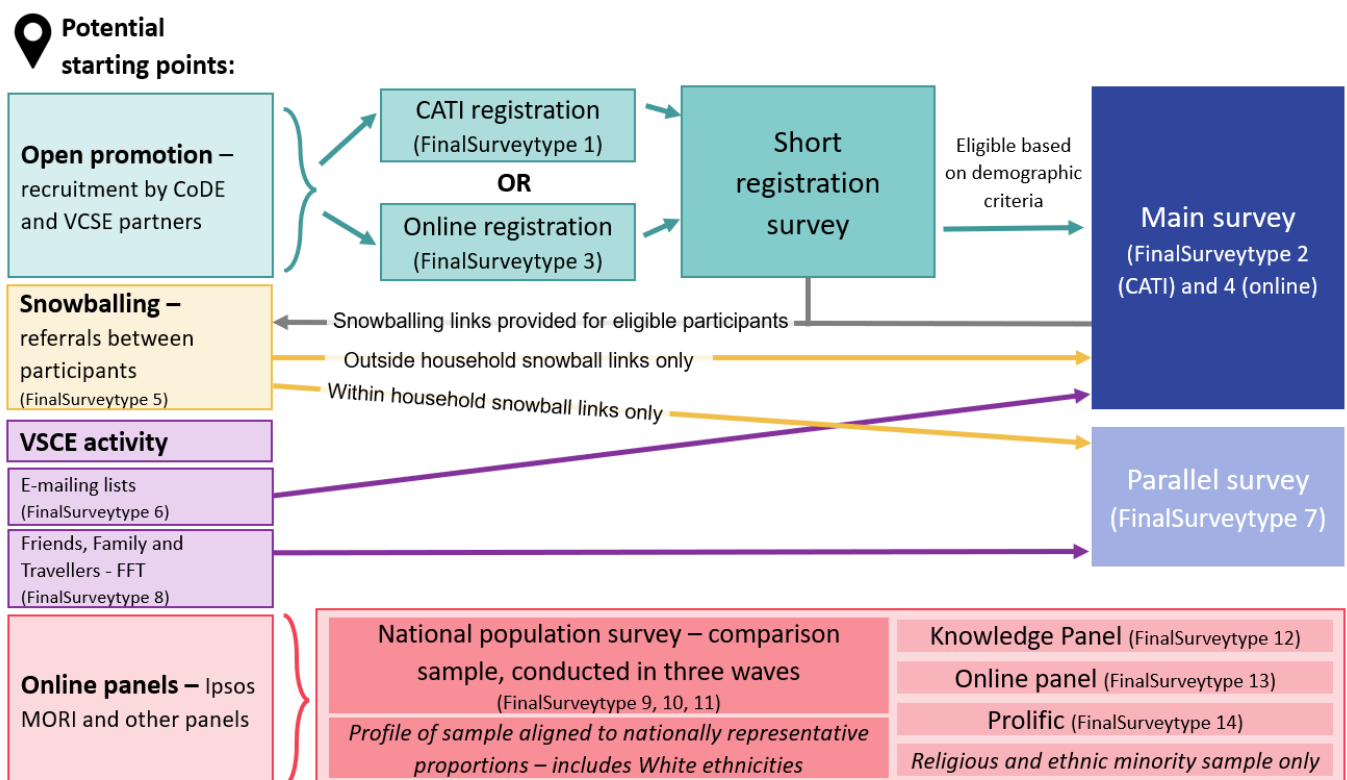 Potential
starting points:
Open promotion –
recruitment by CoDE
and VCSE partners
CATI registration
(FinalSurveytype 1)
OR
Online registration
(FinalSurveytype 3)
Short
registration
survey
Eligible based
on demographic
criteria
Main survey
(FinalSurveytype 2
(CATI) and 4 (online)
Snowballing –
referrals between
participants
(FinalSurveytype 5)
Snowballing links provided for eligible participants
Outside household snowball links only
Within household snowball links only
VSCE activity
E-mailing lists
(FinalSurveytype 6)
Friends, Family and
Travellers - FFT
(FinalSurveytype 8)
Parallel survey
(FinalSurveytype 7)
Online panels – Ipsos
MORI and other panels
National population survey – comparison
sample, conducted in three waves
(FinalSurveytype 9, 10, 11)
Profile of sample aligned to nationally representative
proportions – includes White ethnicities
Knowledge Panel (FinalSurveytype 12)
Online panel (FinalSurveytype 13)
Prolific (FinalSurveytype 14)
Religious and ethnic minority sample only